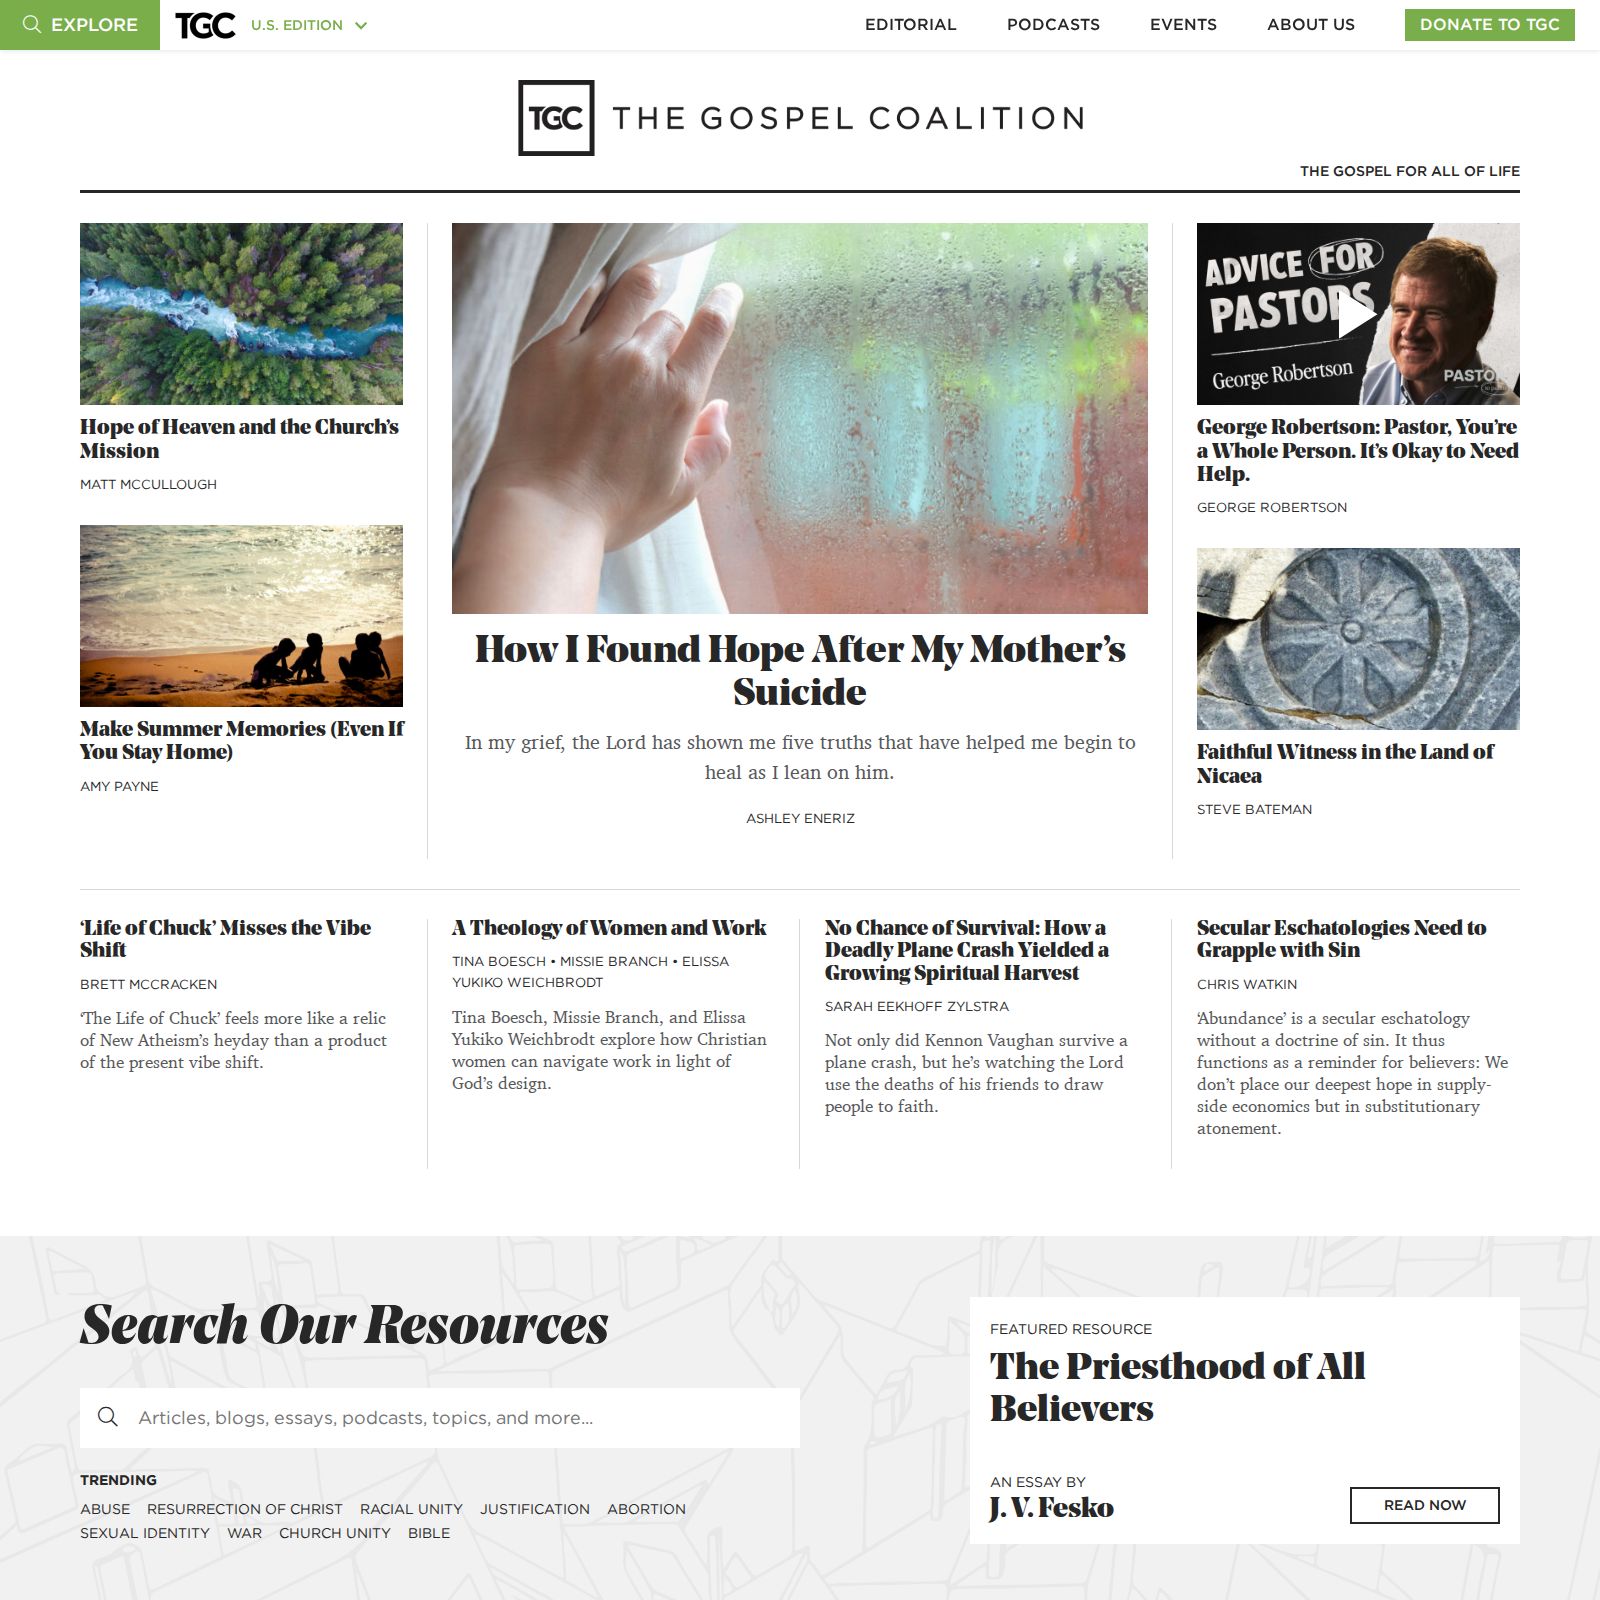 EXPLORE
TGC
U.S. EDITION
EDITORIAL
PODCASTS
EVENTS
ABOUT US
DONATE TO TGC
TGC THE GOSPEL COALITION
THE GOSPEL FOR ALL OF LIFE
Hope of Heaven and the Church’s
Mission
MATT MCCULLOUGH
Make Summer Memories (Even If
You Stay Home)
AMY PAYNE
How I Found Hope After My Mother’s
Suicide
In my grief, the Lord has shown me five truths that have helped me begin to
heal as I lean on him.
ASHLEY ENERIZ
ADVICE FOR
PASTORS
George Robertson
George Robertson: Pastor, You’re
a Whole Person. It’s Okay to Need
Help.
GEORGE ROBERTSON
Faithful Witness in the Land of
Nicaea
STEVE BATEMAN
‘Life of Chuck’ Misses the Vibe
Shift
BRETT MCCRACKEN
‘The Life of Chuck’ feels more like a relic
of New Atheism’s heyday than a product
of the present vibe shift.
A Theology of Women and Work
TINA BOESCH • MISSIE BRANCH • ELISSA
YUKIKO WEICHBRODT
Tina Boesch, Missie Branch, and Elissa
Yukiko Weichbrodt explore how Christian
women can navigate work in light of
God’s design.
No Chance of Survival: How a
Deadly Plane Crash Yielded a
Growing Spiritual Harvest
SARAH EEKHOFF ZYLSTRA
Not only did Kennon Vaughan survive a
plane crash, but he’s watching the Lord
use the deaths of his friends to draw
people to faith.
Secular Eschatologies Need to
Grapple with Sin
CHRIS WATKIN
‘Abundance’ is a secular eschatology
without a doctrine of sin. It thus
functions as a reminder for believers: We
don’t place our deepest hope in supply-
side economics but in substitutionary
atonement.
Search Our Resources
Articles, blogs, essays, podcasts, topics, and more...
TRENDING
ABUSE RESURRECTION OF CHRIST RACIAL UNITY JUSTIFICATION ABORTION
SEXUAL IDENTITY WAR CHURCH UNITY BIBLE
FEATURED RESOURCE
The Priesthood of All
Believers
AN ESSAY BY
J. V. Fesko
READ NOW